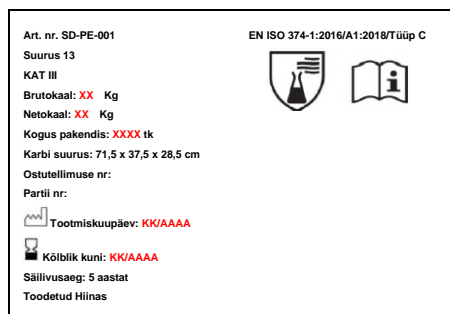 Art. nr. SD-PE-001
EN ISO 374-1:2016/A1:2018/Tüüp C
Suurus 13
KAT III
Brutokaal: XX Kg
Netokaal: XX Kg
Kogus pakendis: XXXX tk
Karbi suurus: 71,5 x 37,5 x 28,5 cm
Ostutellimuse nr:
Partii nr:
Tootmiskuupäev: KK/AAAA
Kõlblik kuni: KK/AAAA
Säilivusaeg: 5 aastat
Toodetud Hiinas